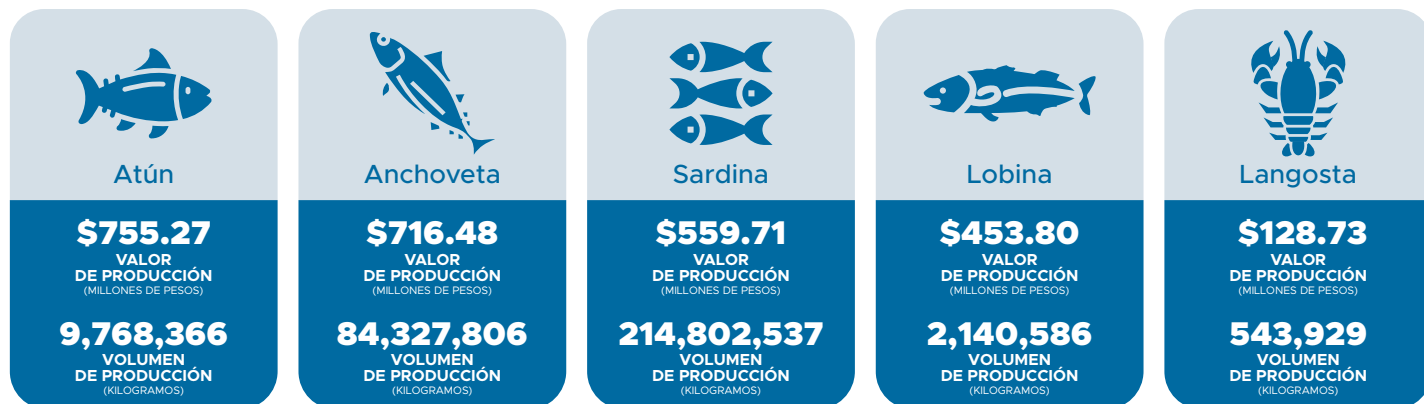 Atún
$755.27
VALOR
DE PRODUCCIÓN
(MILLONES DE PESOS)
9,768,366
VOLUMEN
DE PRODUCCIÓN
(KILOGRAMOS)
Anchoveta
$716.48
VALOR
DE PRODUCCIÓN
(MILLONES DE PESOS)
84,327,806
VOLUMEN
DE PRODUCCIÓN
(KILOGRAMOS)
Sardina
$559.71
VALOR
DE PRODUCCIÓN
(MILLONES DE PESOS)
214,802,537
VOLUMEN
DE PRODUCCIÓN
(KILOGRAMOS)
Lobina
$453.80
VALOR
DE PRODUCCIÓN
(MILLONES DE PESOS)
2,140,586
VOLUMEN
DE PRODUCCIÓN
(KILOGRAMOS)
Langosta
$128.73
VALOR
DE PRODUCCIÓN
(MILLONES DE PESOS)
543,929
VOLUMEN
DE PRODUCCIÓN
(KILOGRAMOS)